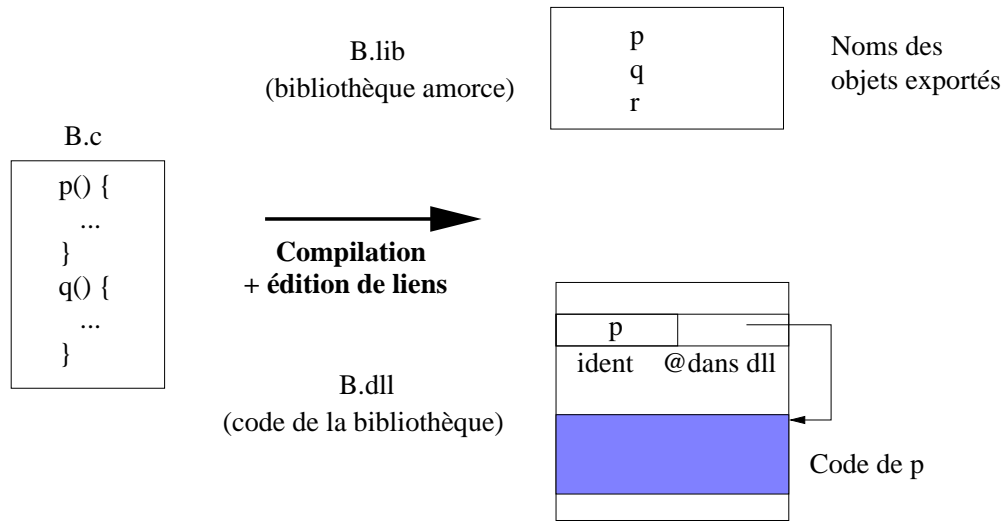 B.lib
(bibliothèque amorce)
p
q
r
Noms des
objets exportés
B.c
p() {
...
}
q() {
...
}
Compilation
+ édition de liens
B.dll
(code de la bibliothèque)
p
ident @dans dll
Code de p